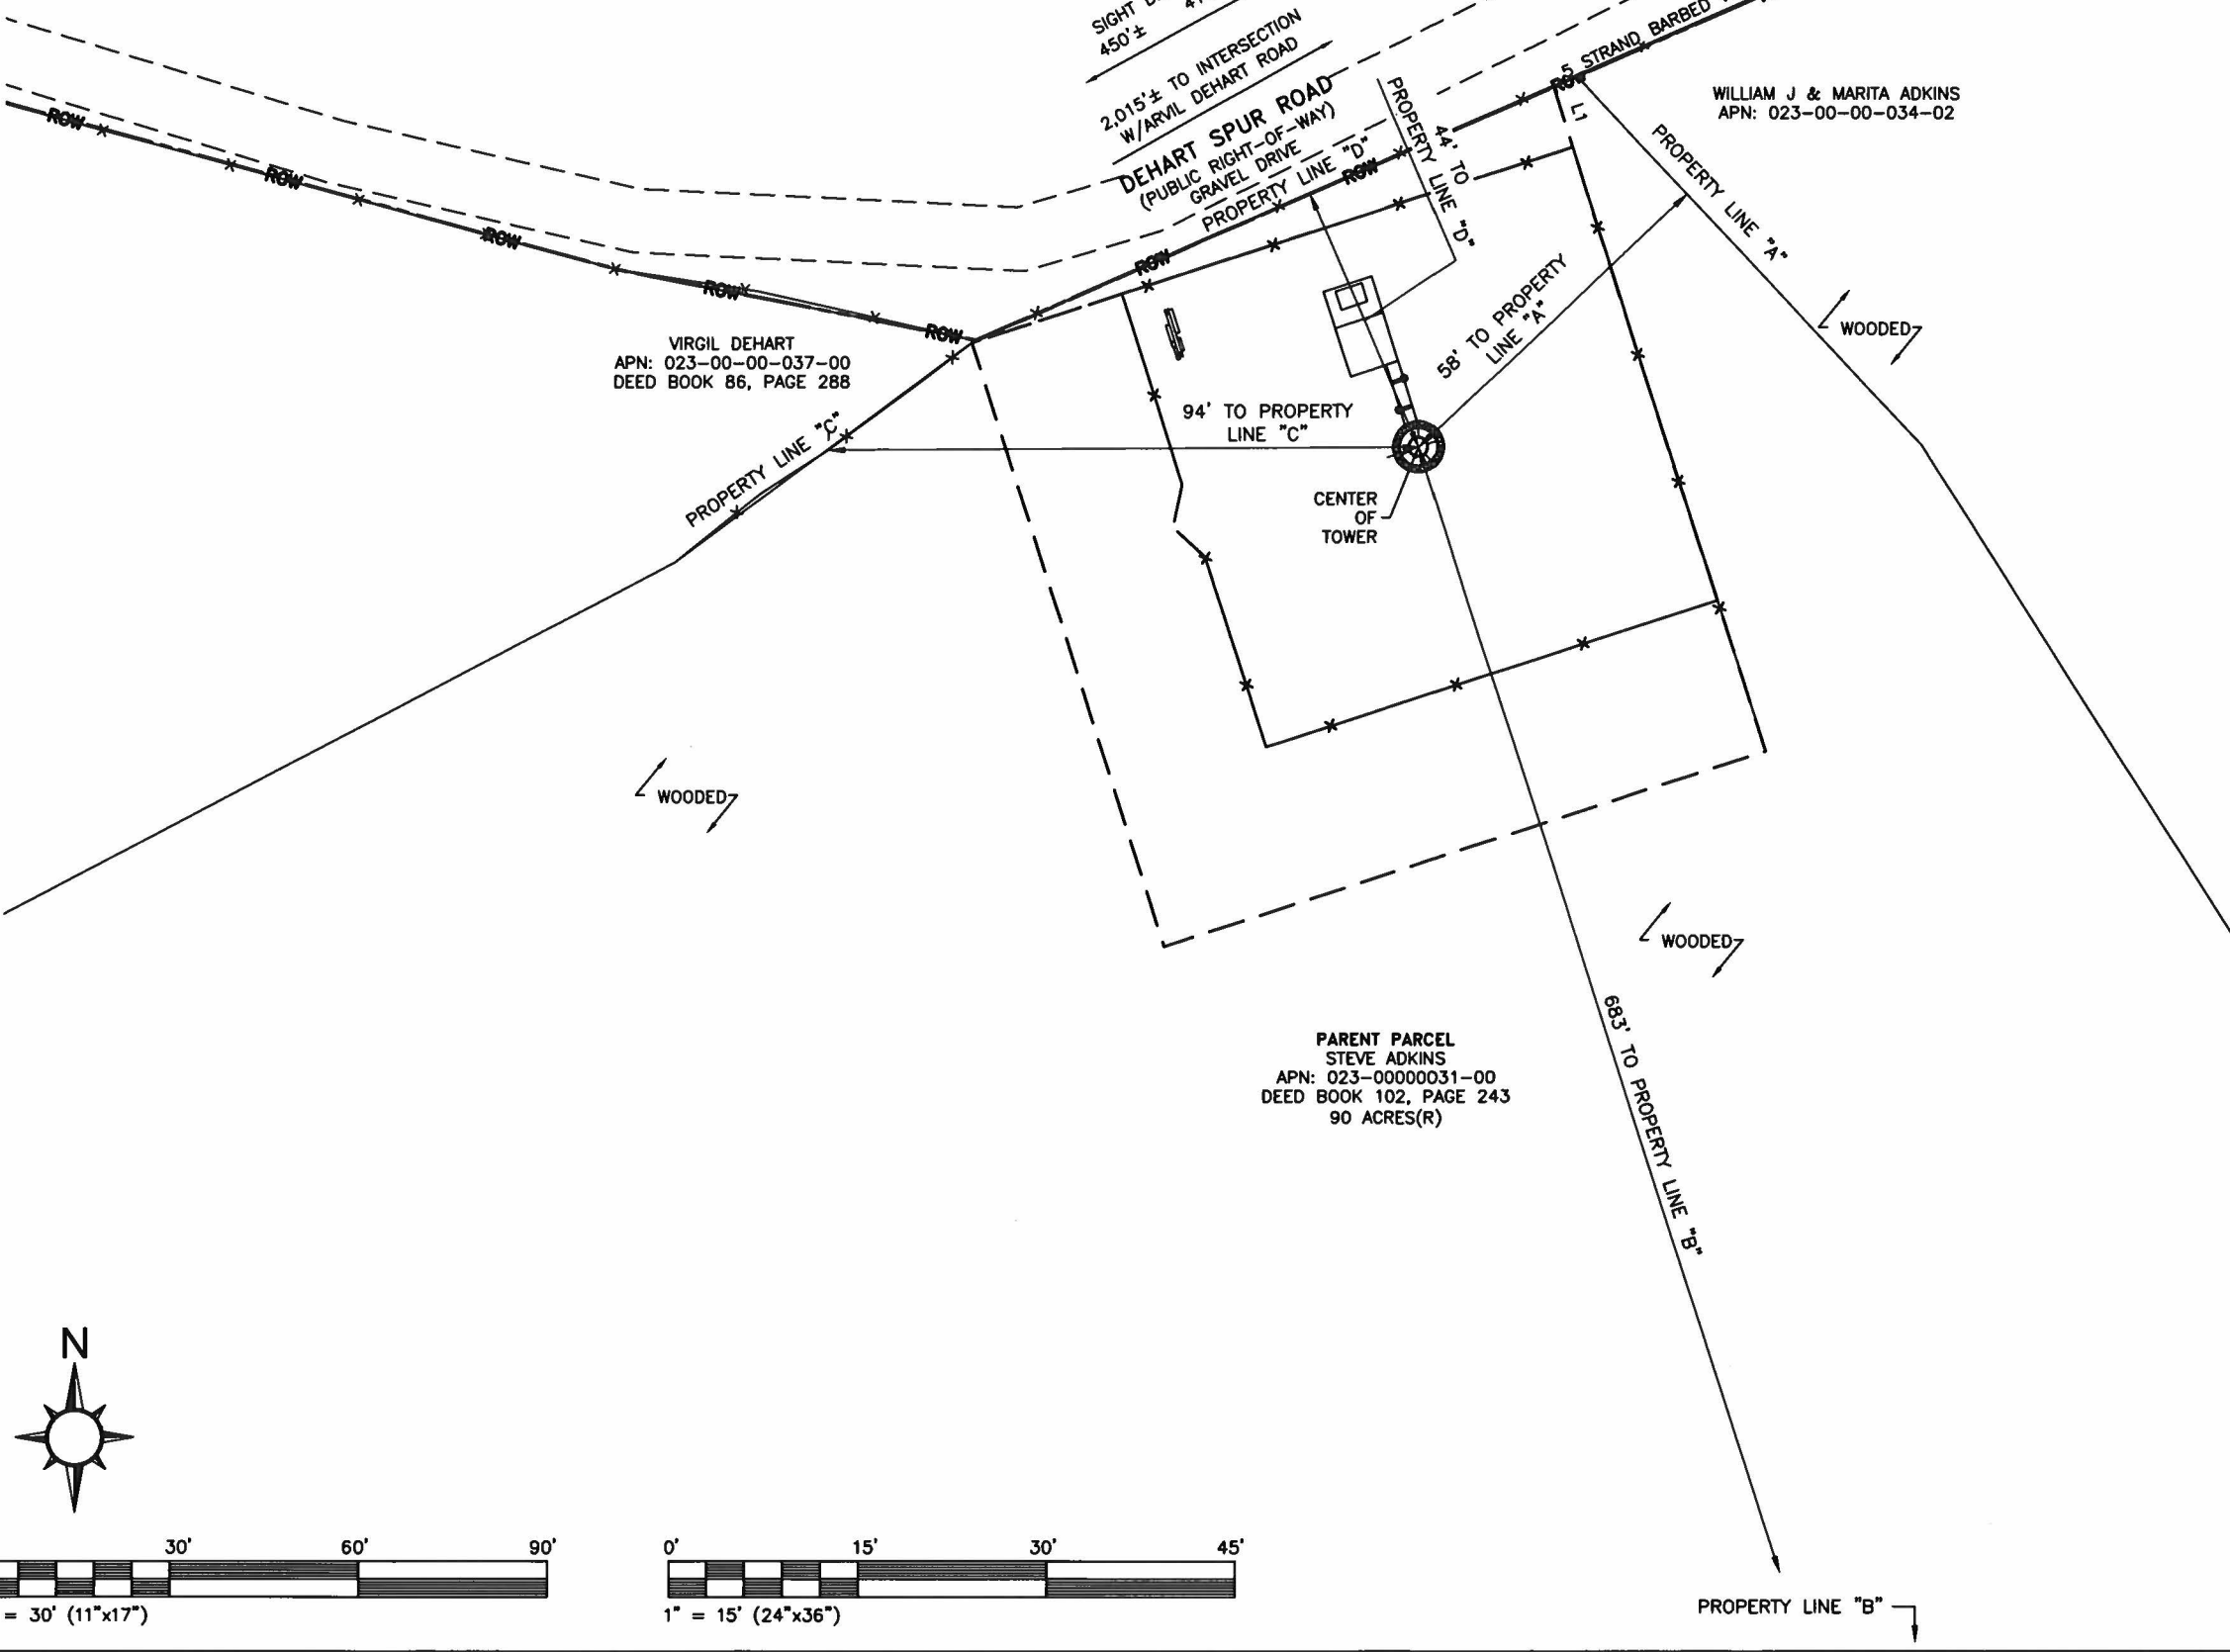 SIGHT
450'±
2,015'± TO INTERSECTION
W/ARVIL DEHART ROAD
DEHART SPUR ROAD
(PUBLIC RIGHT-OF-WAY)
GRAVEL DRIVE
PROPERTY LINE "D"
5 STRAND BARBED
44' TO
PROPERTY LINE "D"
PROPERTY
L1
WILLIAM J & MARITA ADKINS
APN: 023-00-00-034-02
PROPERTY LINE "A"
ROW
ROW
ROW
ROW
ROW
ROW
ROW
ROW
58' TO PROPERTY
LINE "A"
WOODED
VIRGIL DEHART
APN: 023-00-00-037-00
DEED BOOK 86, PAGE 288
94' TO PROPERTY
LINE "C"
PROPERTY LINE "C"
CENTER
OF
TOWER
WOODED
WOODED
683' TO PROPERTY LINE "B"
PARENT PARCEL
STEVE ADKINS
APN: 023-00000031-00
DEED BOOK 102, PAGE 243
90 ACRES(R)
N
30' 60' 90'
= 30' (11"x17")
0' 15' 30' 45'
1" = 15' (24"x36")
PROPERTY LINE "B"